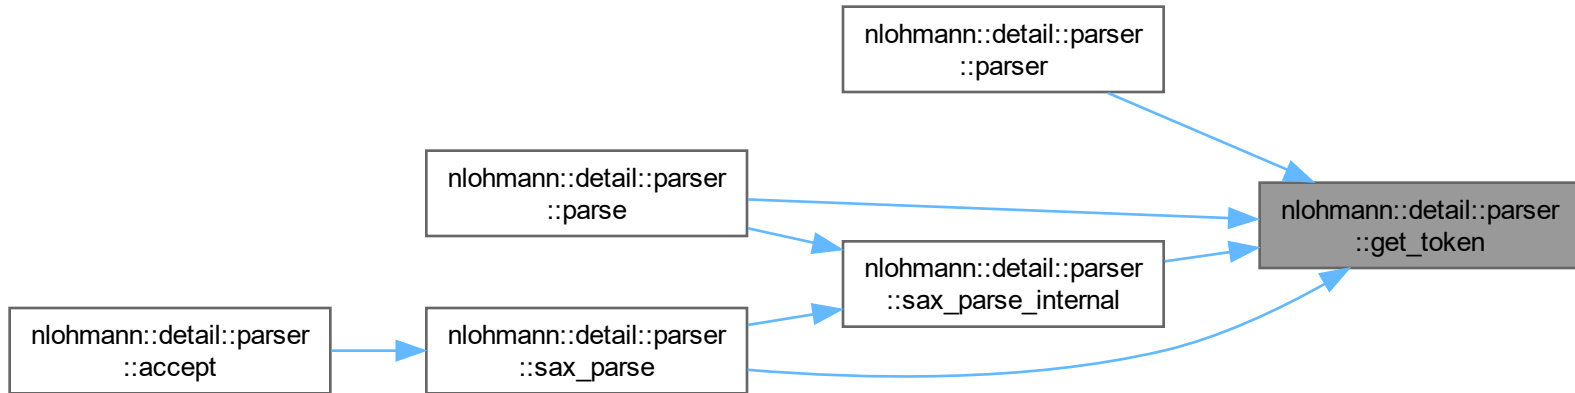 nlohmann::detail::parser
::parser
nlohmann::detail::parser
::parse
nlohmann::detail::parser
::get_token
nlohmann::detail::parser
::sax_parse_internal
nlohmann::detail::parser
::accept
nlohmann::detail::parser
::sax_parse